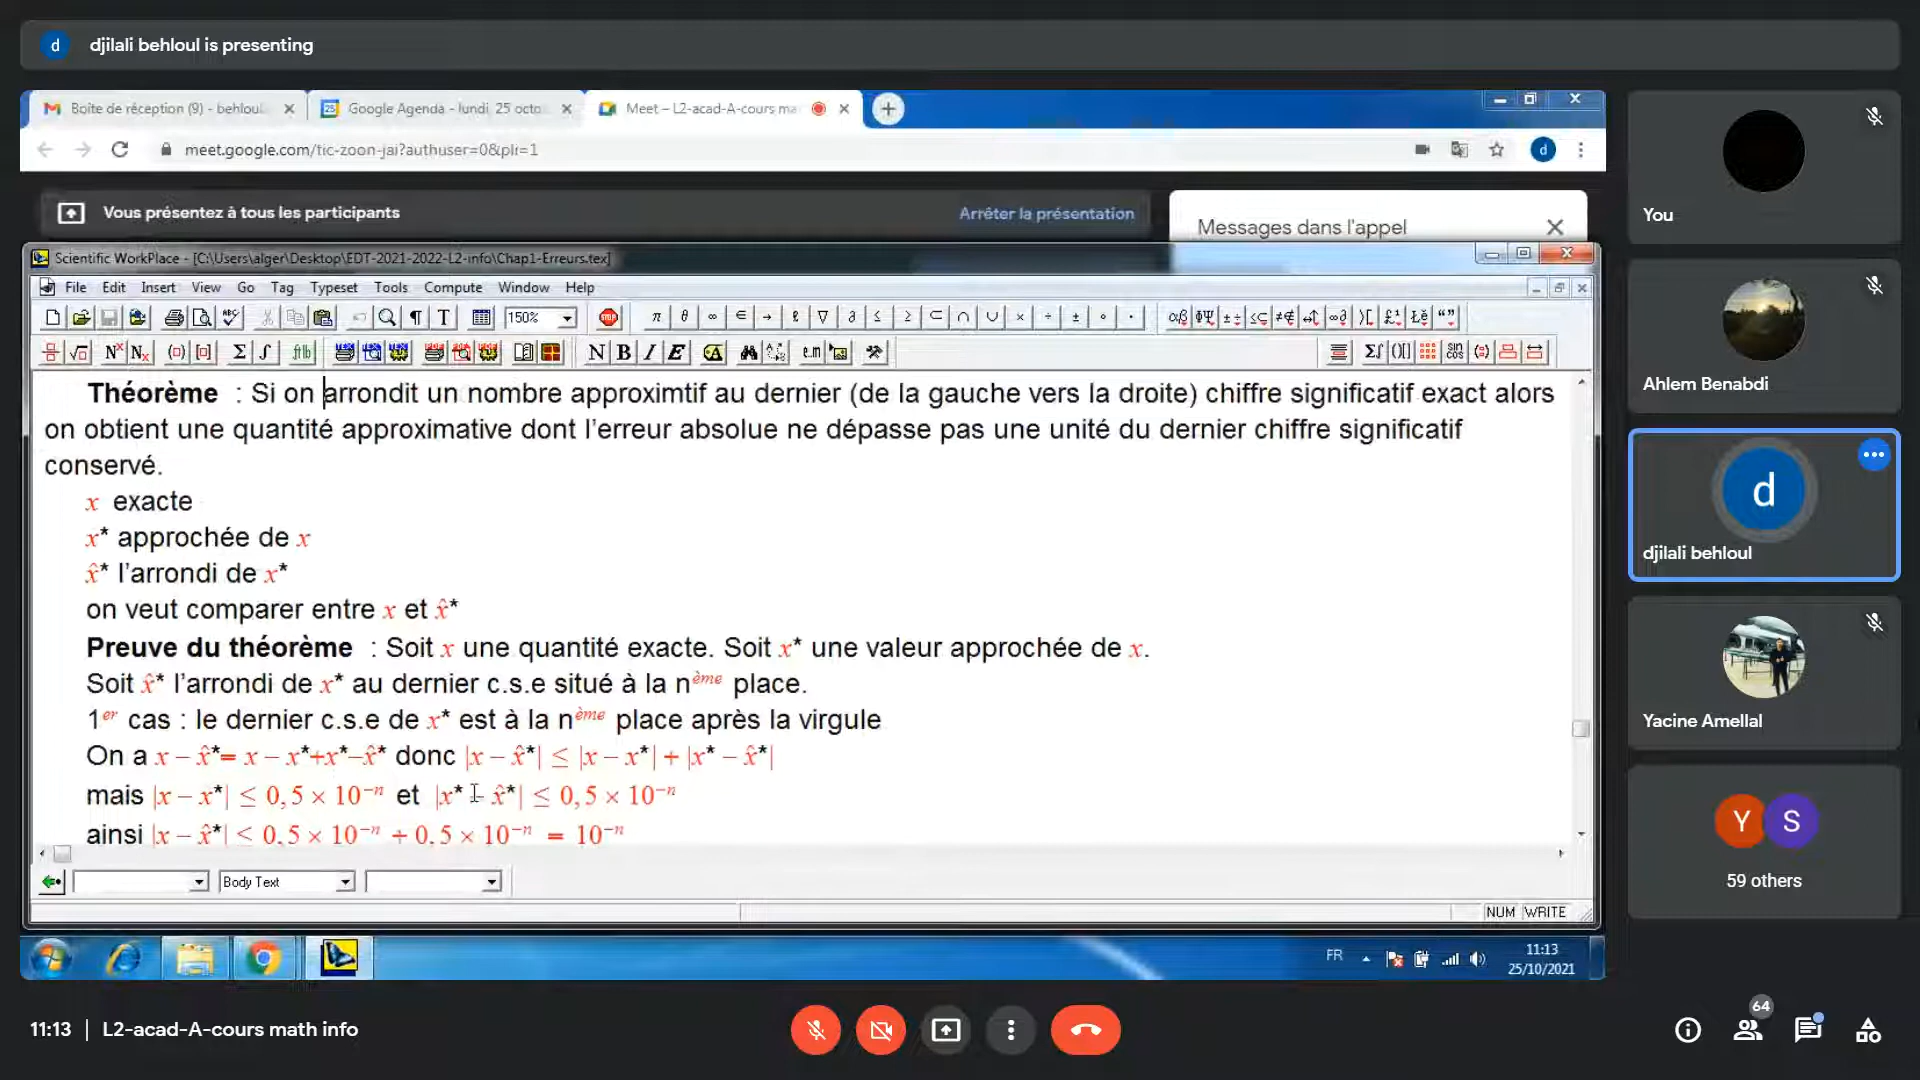 djilali behloul is presenting
Boîte de réception (9) - behloul
Google Agenda - lundi, 25 octo
Meet – L2-acad-A-cours ma
meet.google.com/tic-zoon-jai?authuser=0&pli=1
Vous présentez à tous les participants
Arrêter la présentation
Messages dans l'appel
Scientific WorkPlace - [C:\Users\alger\Desktop\EDT-2021-2022-L2-info\Chap1-Erreurs.tex]
File Edit Insert View Go Tag Typeset Tools Compute Window Help
150%
Théorème : Si on arrondit un nombre approximtif au dernier (de la gauche vers la droite) chiffre significatif exact alors
on obtient une quantité approximative dont l'erreur absolue ne dépasse pas une unité du dernier chiffre significatif
conservé.
x exacte
x* approchée de x
x̂* l'arrondi de x*
on veut comparer entre x et x̂*
Preuve du théorème : Soit x une quantité exacte. Soit x* une valeur approchée de x.
Soit x̂* l'arrondi de x* au dernier c.s.e situé à la nème place.
1er cas : le dernier c.s.e de x* est à la nème place après la virgule
On a x − x̂*= x − x*+x*−x̂* donc |x − x̂*| ≤ |x − x*| + |x* − x̂*|
mais |x − x*| ≤ 0,5 × 10⁻ⁿ et |x* − x̂*| ≤ 0,5 × 10⁻ⁿ
ainsi |x − x̂*| ≤ 0,5 × 10⁻ⁿ + 0,5 × 10⁻ⁿ = 10⁻ⁿ
Body Text
NUM WRITE
FR
11:13
25/10/2021
You
Ahlem Benabdi
d
djilali behloul
Yacine Amellal
Y S
59 others
11:13 | L2-acad-A-cours math info
64